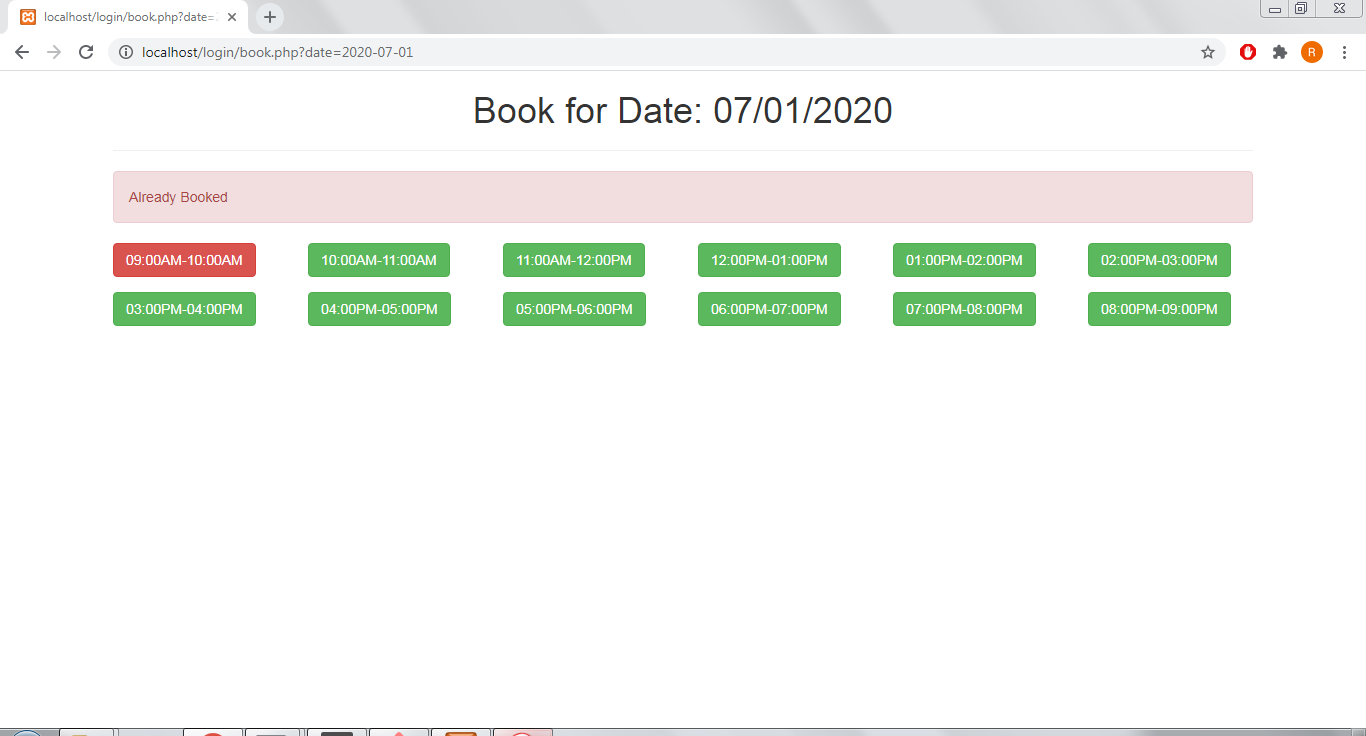 localhost/login/book.php?date=
localhost/login/book.php?date=2020-07-01
R
Book for Date: 07/01/2020
Already Booked
09:00AM-10:00AM 10:00AM-11:00AM 11:00AM-12:00PM 12:00PM-01:00PM 01:00PM-02:00PM 02:00PM-03:00PM
03:00PM-04:00PM 04:00PM-05:00PM 05:00PM-06:00PM 06:00PM-07:00PM 07:00PM-08:00PM 08:00PM-09:00PM